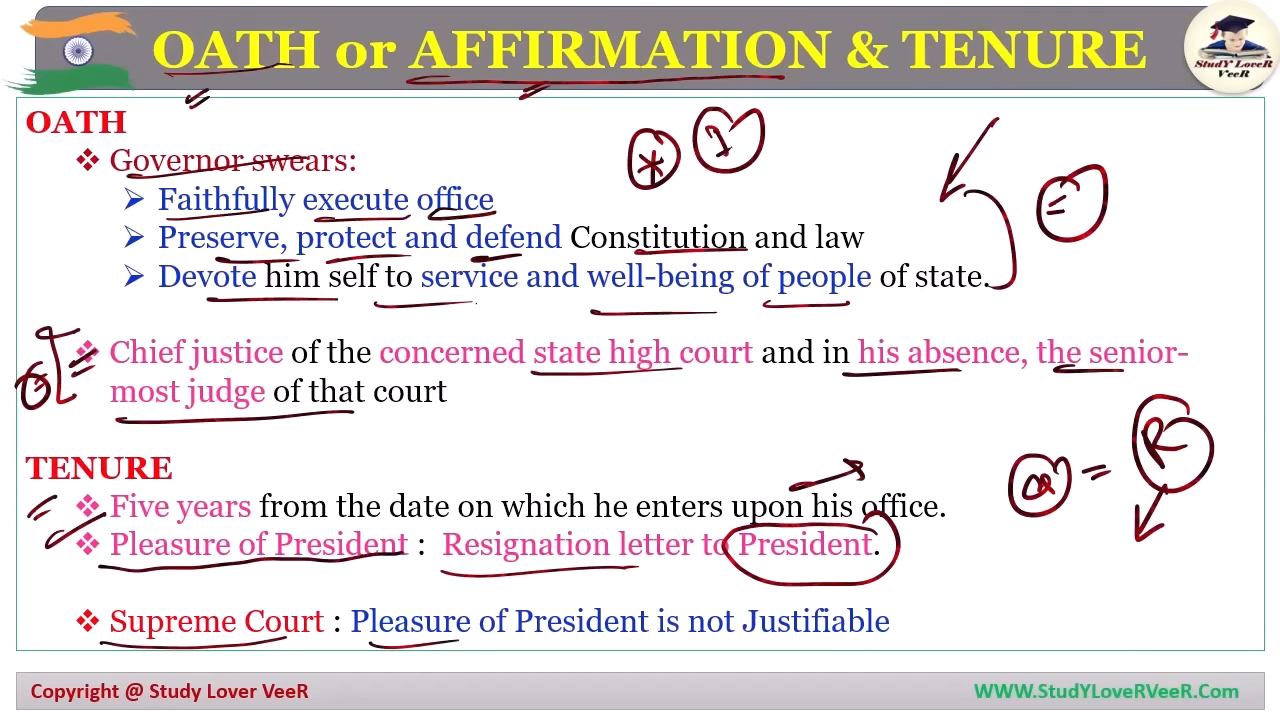 OATH or AFFIRMATION & TENURE
StudY LoveR
VeeR
OATH
❖ Governor swears:
➢ Faithfully execute office
➢ Preserve, protect and defend Constitution and law
➢ Devote him self to service and well-being of people of state.
❖ Chief justice of the concerned state high court and in his absence, the senior-
most judge of that court
TENURE
❖ Five years from the date on which he enters upon his office.
❖ Pleasure of President : Resignation letter to President.
❖ Supreme Court : Pleasure of President is not Justifiable
Copyright @ Study Lover VeeR
WWW.StudYLoveRVeeR.Com